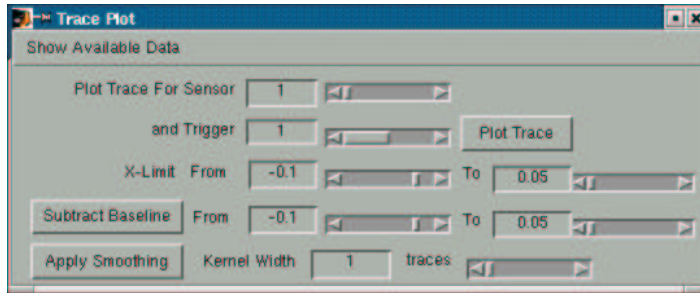 Trace Plot
Show Available Data
Plot Trace For Sensor 1
and Trigger 1 Plot Trace
X-Limit From -0.1 To 0.05
Subtract Baseline From -0.1 To 0.05
Apply Smoothing Kernel Width 1 traces